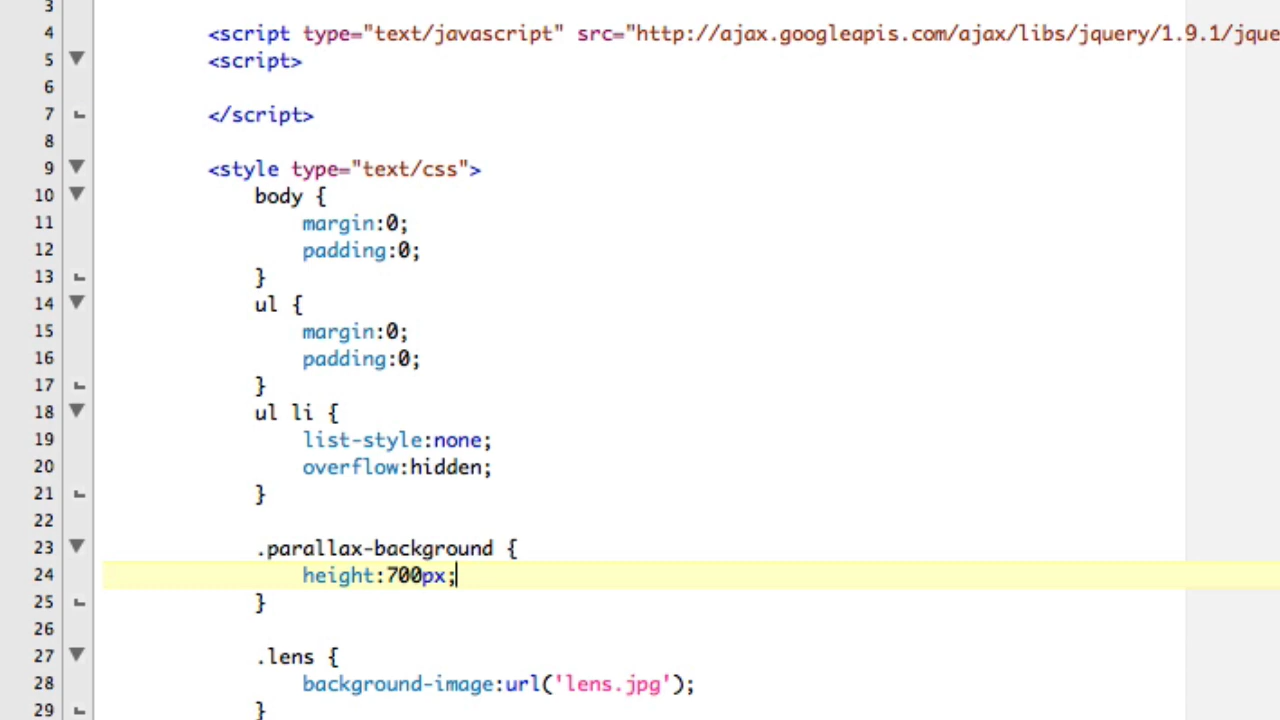 3
4 <script type="text/javascript" src="http://ajax.googleapis.com/ajax/libs/jquery/1.9.1/jque
5 <script>
6
7 </script>
8
9 <style type="text/css">
10 body {
11 margin:0;
12 padding:0;
13 }
14 ul {
15 margin:0;
16 padding:0;
17 }
18 ul li {
19 list-style:none;
20 overflow:hidden;
21 }
22
23 .parallax-background {
24 height:700px;
25 }
26
27 .lens {
28 background-image:url('lens.jpg');
29 }